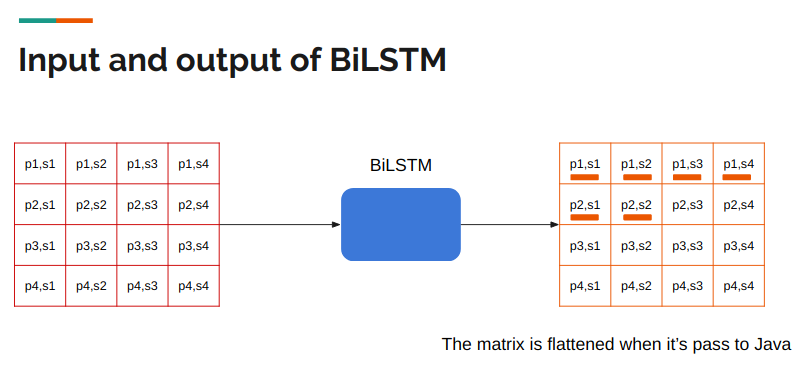 Input and output of BiLSTM
BiLSTM
p1,s1 p1,s2 p1,s3 p1,s4
p2,s1 p2,s2 p2,s3 p2,s4
p3,s1 p3,s2 p3,s3 p3,s4
p4,s1 p4,s2 p4,s3 p4,s4
p1,s1 p1,s2 p1,s3 p1,s4
p2,s1 p2,s2 p2,s3 p2,s4
p3,s1 p3,s2 p3,s3 p3,s4
p4,s1 p4,s2 p4,s3 p4,s4
The matrix is flattened when it's pass to Java